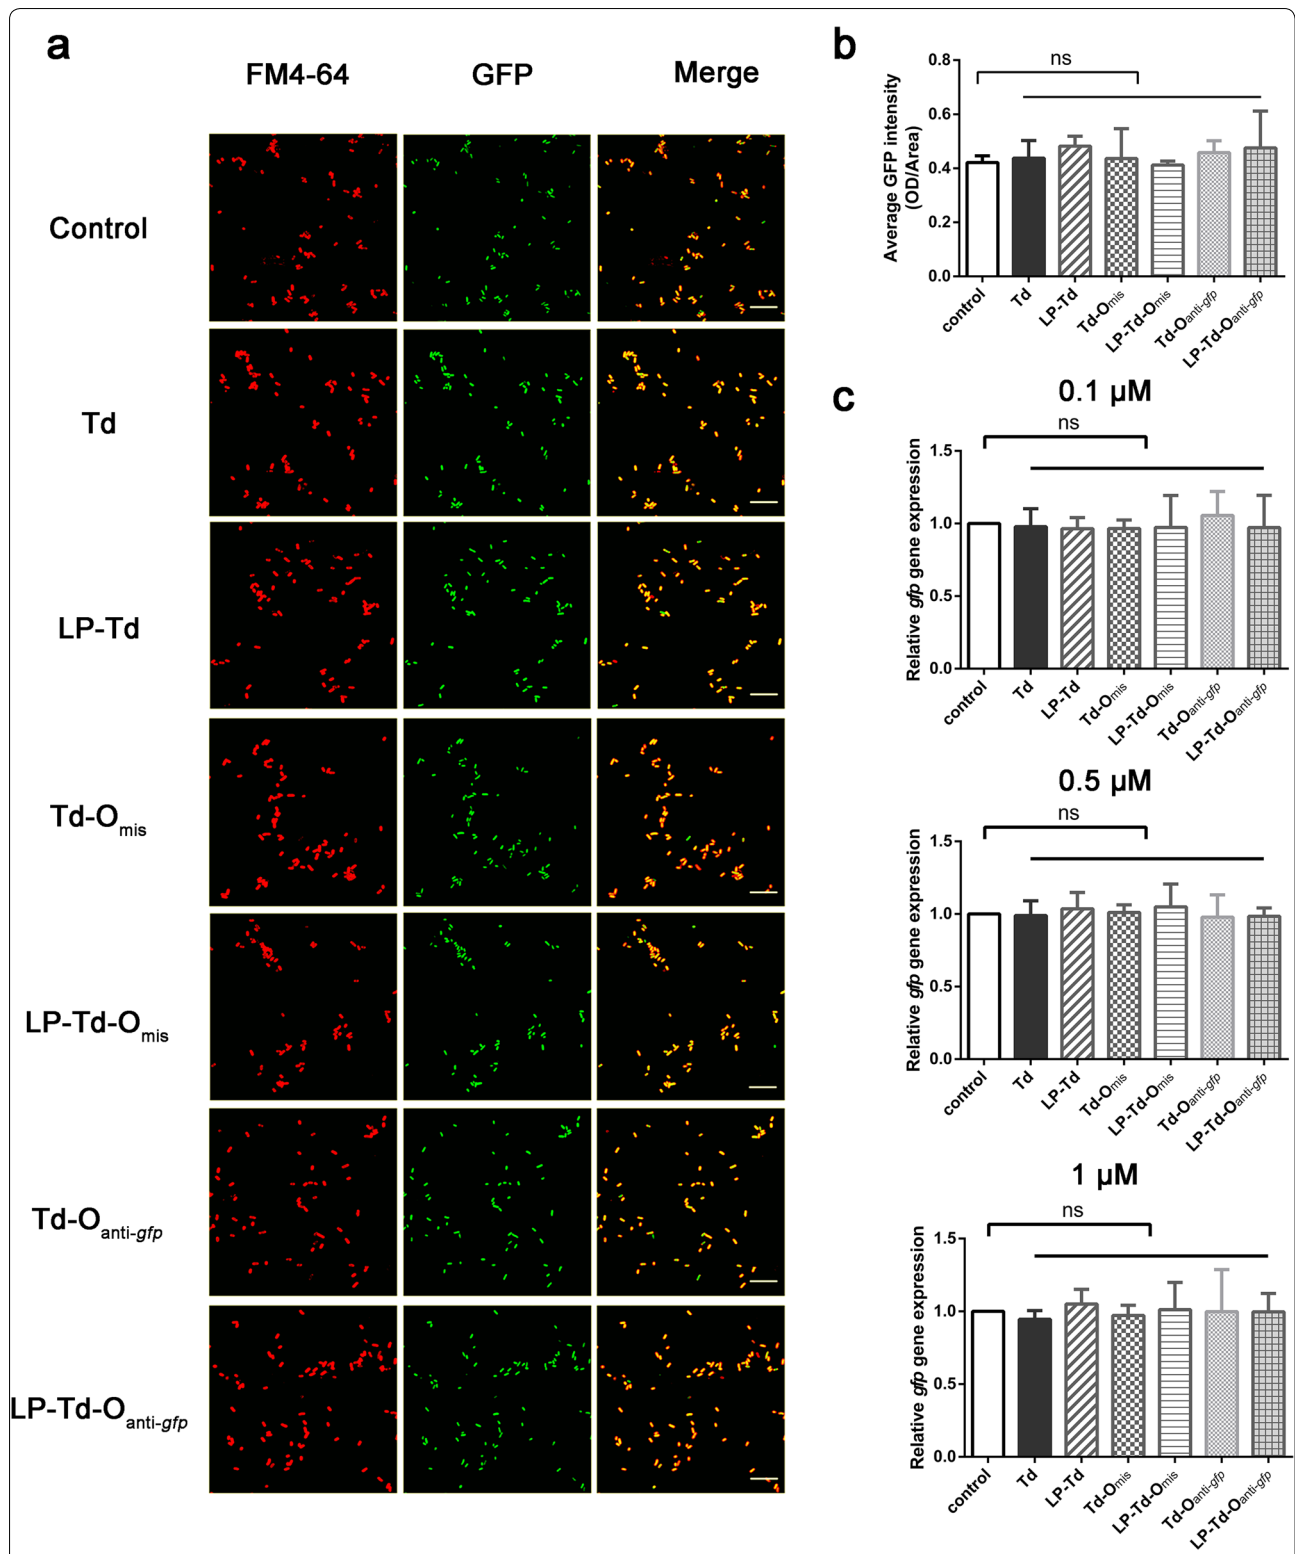 a
FM4-64 GFP Merge
Control
Td
LP-Td
Td-Omis
LP-Td-Omis
Td-Oanti-gfp
LP-Td-Oanti-gfp
b
ns
Average GFP intensity
(OD/Area)
0.8
0.6
0.4
0.2
0.0
control Td LP-Td Td-Omis LP-Td-Omis Td-Oanti-gfp LP-Td-Oanti-gfp
c
0.1 μM
ns
Relative gfp gene expression
1.5
1.0
0.5
0.0
control Td LP-Td Td-Omis LP-Td-Omis Td-Oanti-gfp LP-Td-Oanti-gfp
0.5 μM
ns
Relative gfp gene expression
1.5
1.0
0.5
0.0
control Td LP-Td Td-Omis LP-Td-Omis Td-Oanti-gfp LP-Td-Oanti-gfp
1 μM
ns
Relative gfp gene expression
1.5
1.0
0.5
0.0
control Td LP-Td Td-Omis LP-Td-Omis Td-Oanti-gfp LP-Td-Oanti-gfp